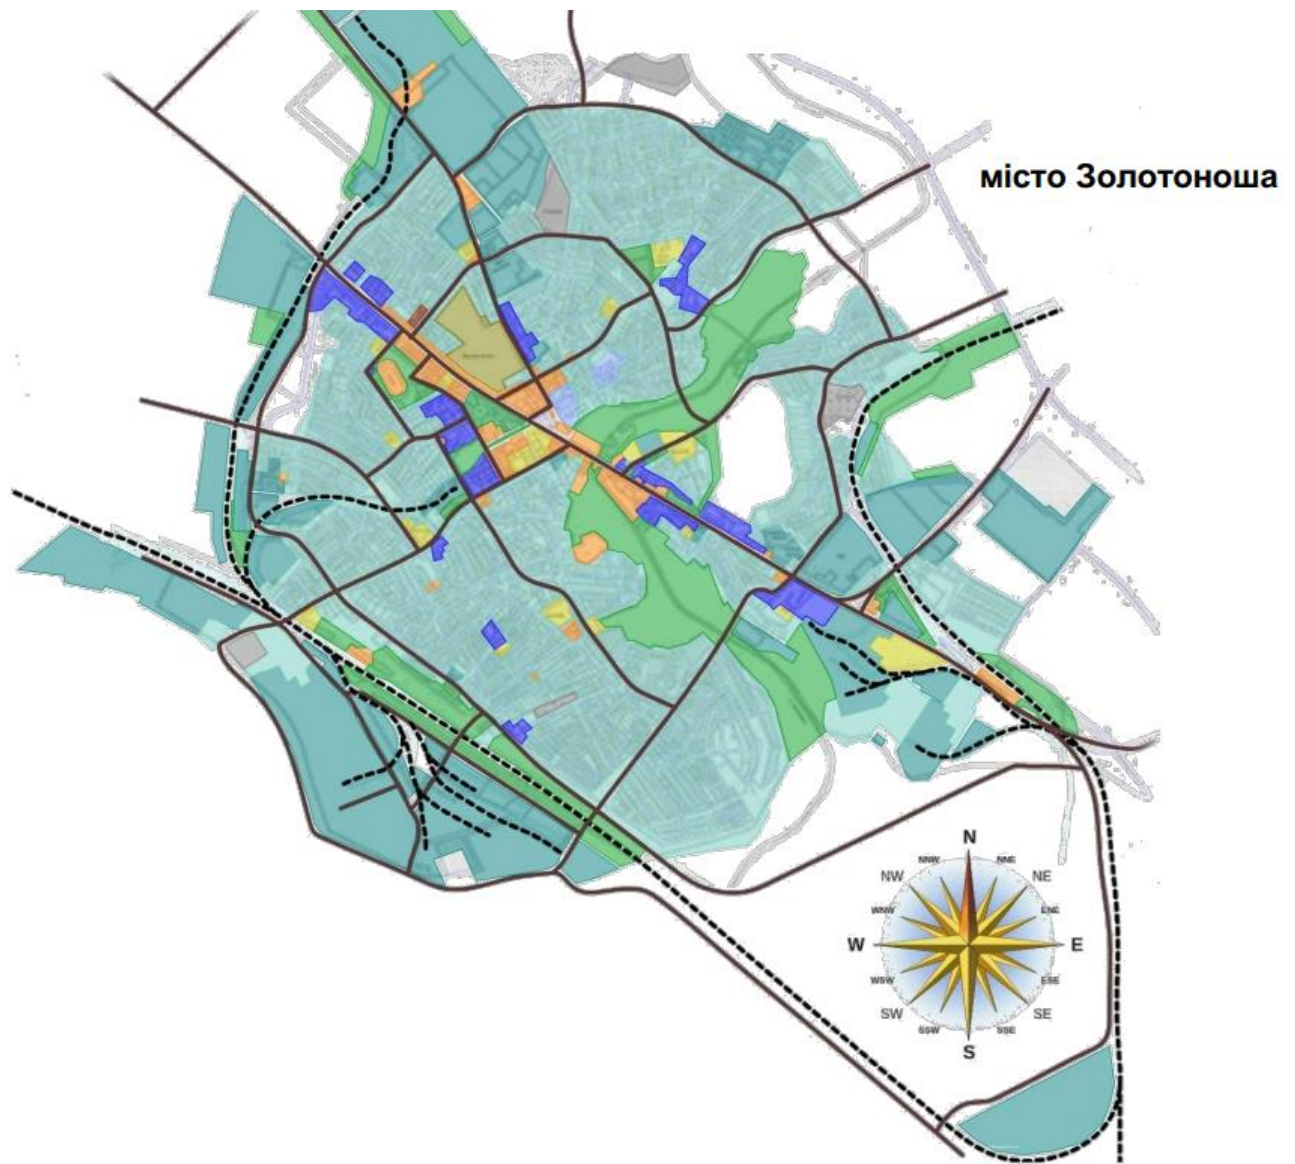 місто Золотоноша
N
NNW NNE
NW NE
WNW ENE
W E
WSW ESE
SW SE
SSW SSE
S